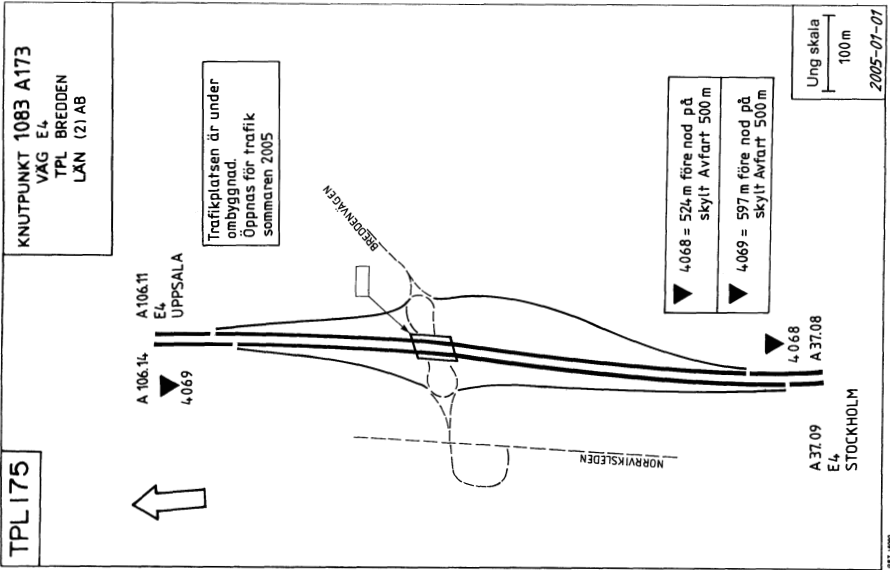 TPL 175
KNUTPUNKT 1083 A173
VÄG E4
TPL BREDDEN
LÄN (2) AB
Trafikplatsen är under
ombyggnad.
Öppnas för trafik
sommaren 2005
A 106.14
4069
A 106.11
E4
UPPSALA
BREDDENVÄGEN
NORRVIKSLEDEN
4068 = 524 m före nod på
skylt Avfart 500 m
4069 = 597 m före nod på
skylt Avfart 500 m
A 37.09
E4
STOCKHOLM
4068
A 37.08
Ung skala
100 m
2005-01-01